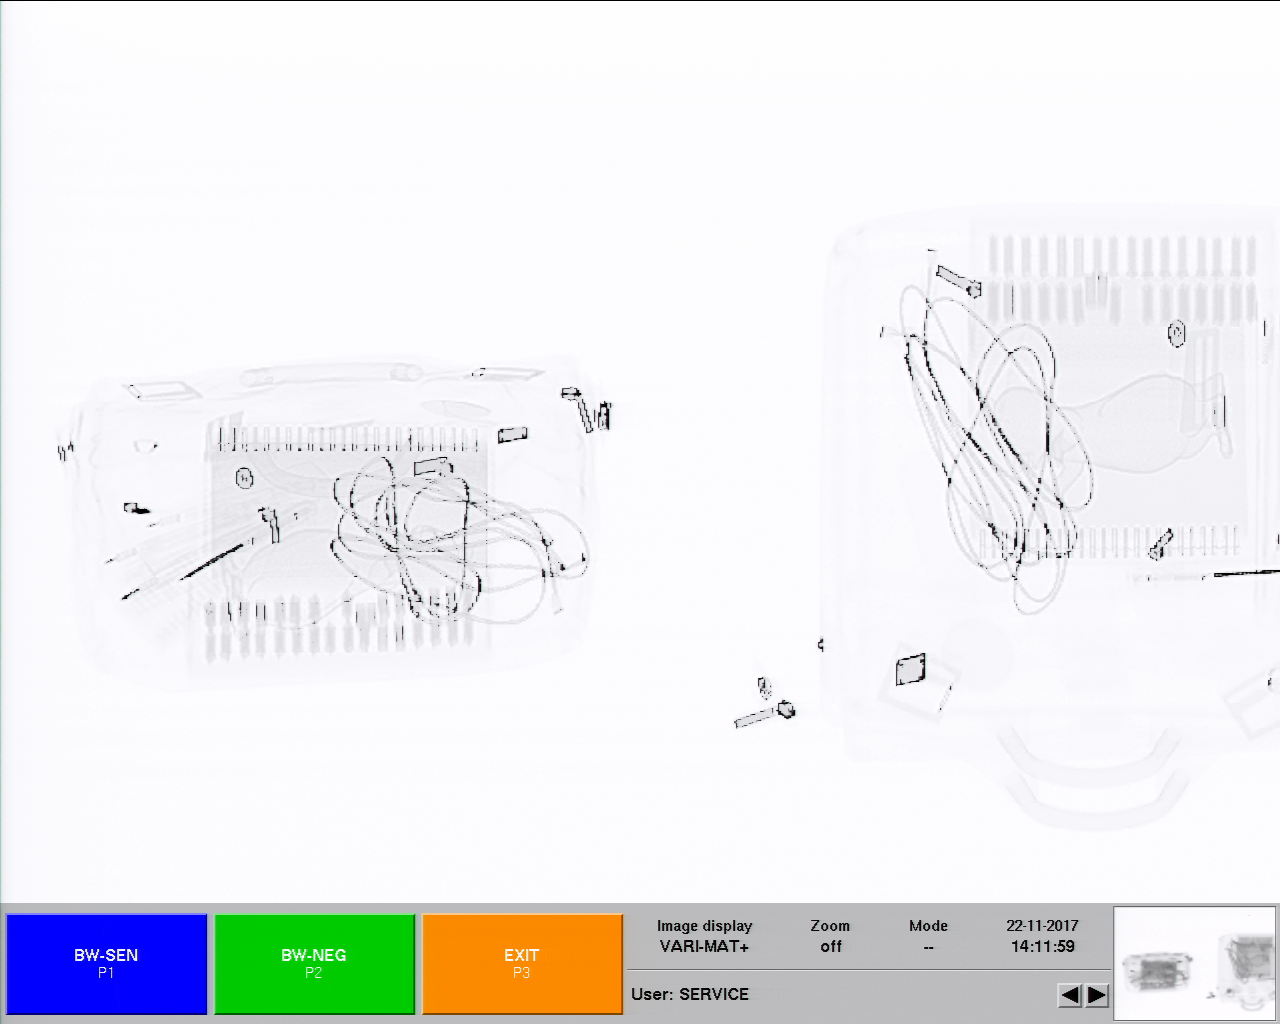 BW-SEN
P1
BW-NEG
P2
EXIT
P3
Image display
VARI-MAT+
Zoom
off
Mode
--
22-11-2017
14:11:59
User: SERVICE